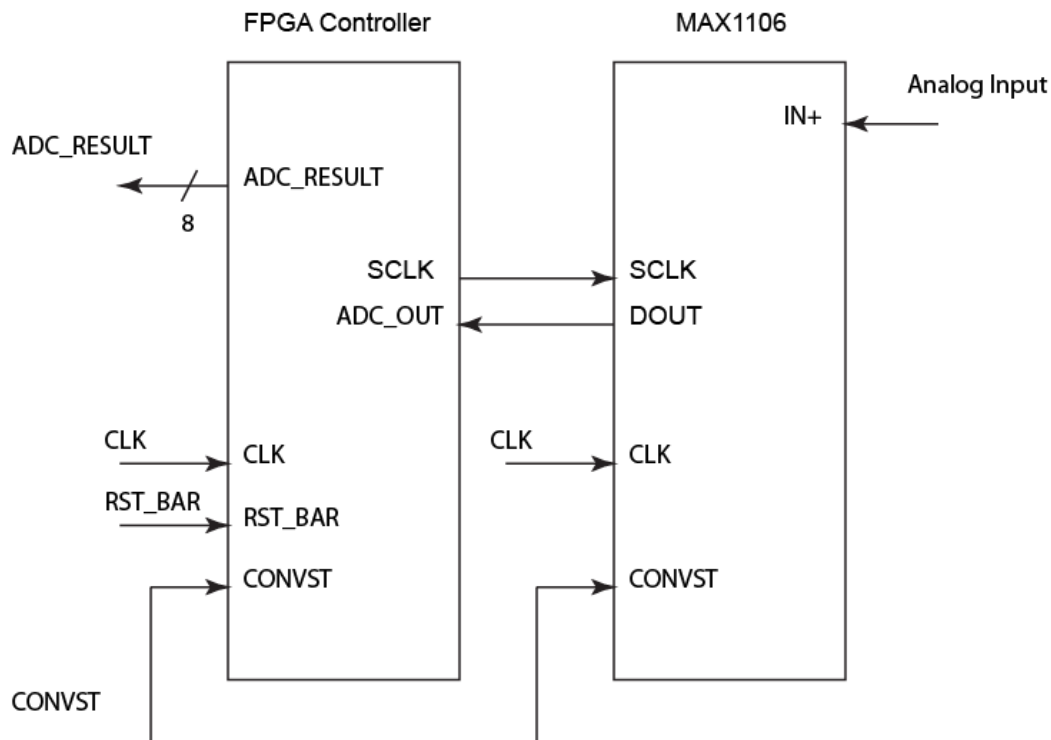 FPGA Controller
MAX1106
Analog Input
IN+
ADC_RESULT
ADC_RESULT
8
SCLK
SCLK
ADC_OUT
DOUT
CLK
CLK
CLK
CLK
RST_BAR
RST_BAR
CONVST
CONVST
CONVST